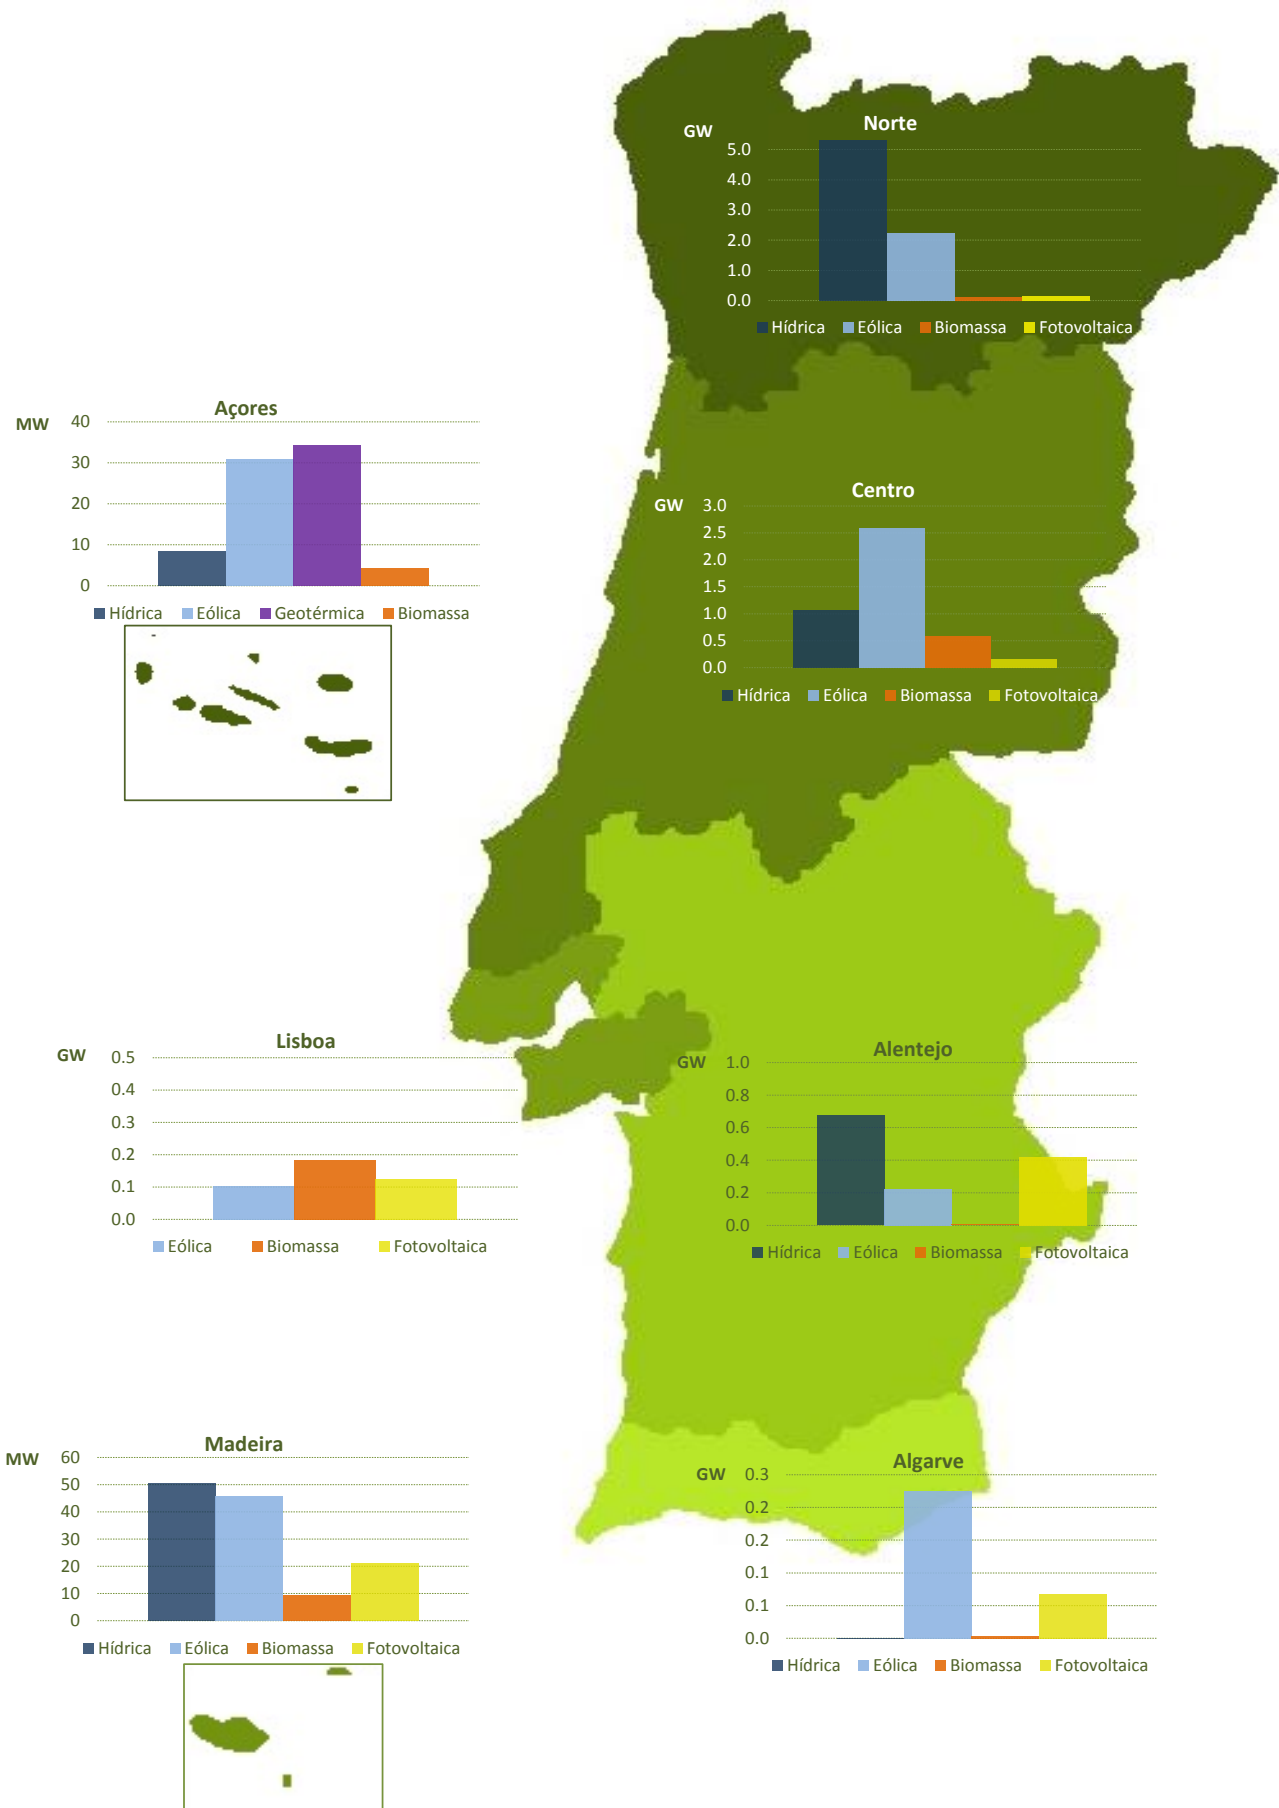 Norte
GW
5.0
4.0
3.0
2.0
1.0
0.0
Hídrica Eólica Biomassa Fotovoltaica
Açores
MW
40
30
20
10
0
Hídrica Eólica Geotérmica Biomassa
Centro
GW
3.0
2.5
2.0
1.5
1.0
0.5
0.0
Hídrica Eólica Biomassa Fotovoltaica
Lisboa
GW
0.5
0.4
0.3
0.2
0.1
0.0
Eólica Biomassa Fotovoltaica
Alentejo
GW
1.0
0.8
0.6
0.4
0.2
0.0
Hídrica Eólica Biomassa Fotovoltaica
Madeira
MW
60
50
40
30
20
10
0
Hídrica Eólica Biomassa Fotovoltaica
Algarve
GW
0.3
0.2
0.2
0.1
0.1
0.0
Hídrica Eólica Biomassa Fotovoltaica